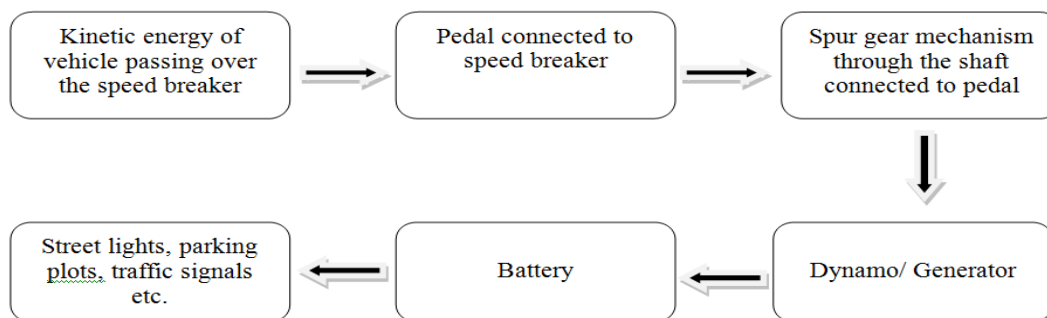 Kinetic energy of
vehicle passing over
the speed breaker
Pedal connected to
speed breaker
Spur gear mechanism
through the shaft
connected to pedal
Street lights, parking
plots, traffic signals
etc.
Battery
Dynamo/ Generator